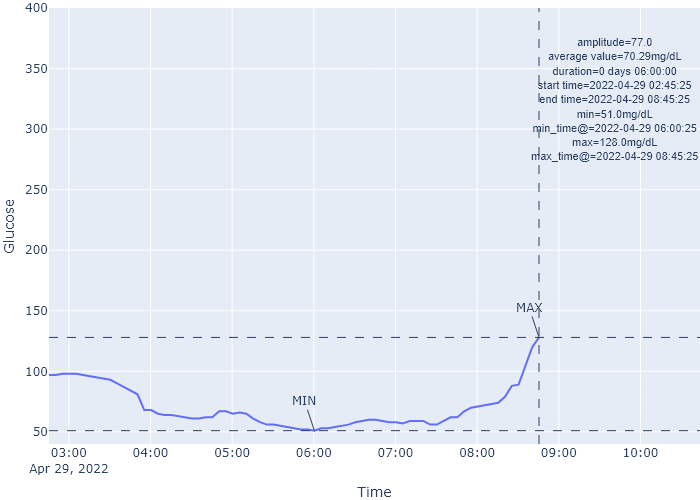 400
350
300
250
200
150
100
50
Glucose
amplitude=77.0
average value=70.29mg/dL
duration=0 days 06:00:00
start time=2022-04-29 02:45:25
end time=2022-04-29 08:45:25
min=51.0mg/dL
min_time@=2022-04-29 06:00:25
max=128.0mg/dL
max_time@=2022-04-29 08:45:25
MAX
MIN
03:00 04:00 05:00 06:00 07:00 08:00 09:00 10:00
Apr 29, 2022
Time